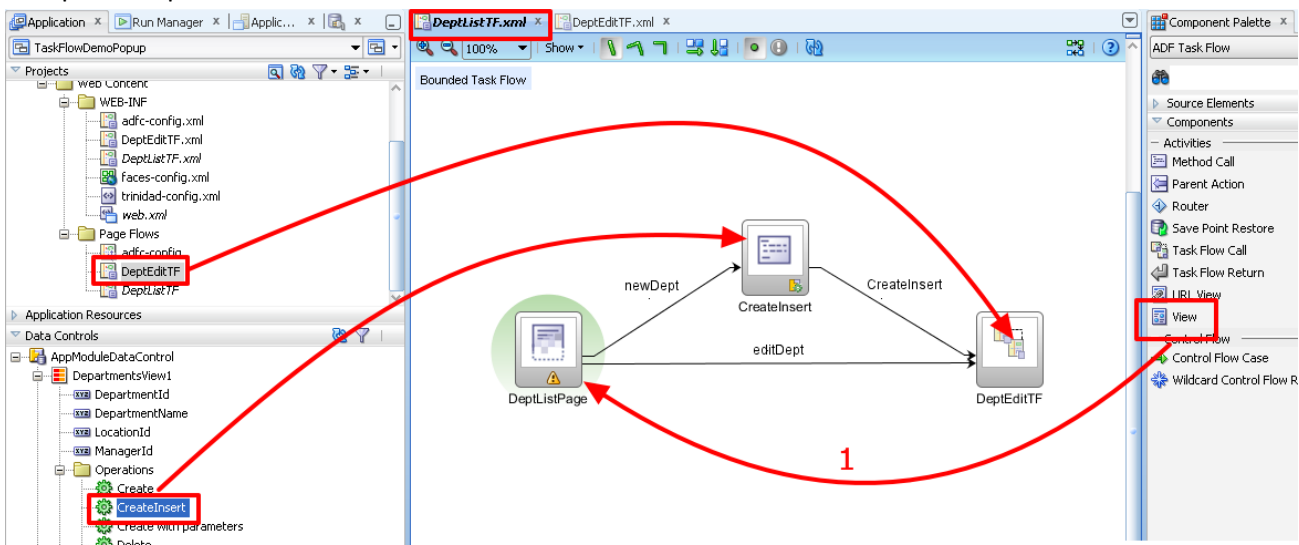 Application
Run Manager
Applic...
DeptListTF.xml
DeptEditTF.xml
Component Palette
TaskFlowDemoPopup
100%
Show
ADF Task Flow
Projects
Bounded Task Flow
Web Content
WEB-INF
adfc-config.xml
DeptEditTF.xml
DeptListTF.xml
faces-config.xml
trinidad-config.xml
web.xml
Page Flows
adfc-config
DeptEditTF
DeptListTF
Application Resources
Data Controls
AppModuleDataControl
DepartmentsView1
xyz DepartmentId
xyz DepartmentName
xyz LocationId
xyz ManagerId
Operations
Create
CreateInsert
Create with parameters
Delete
newDept
CreateInsert
CreateInsert
editDept
DeptListPage
DeptEditTF
1
Source Elements
Components
Activities
Method Call
Parent Action
Router
Save Point Restore
Task Flow Call
Task Flow Return
URL View
View
Control Flow
Control Flow Case
Wildcard Control Flow R